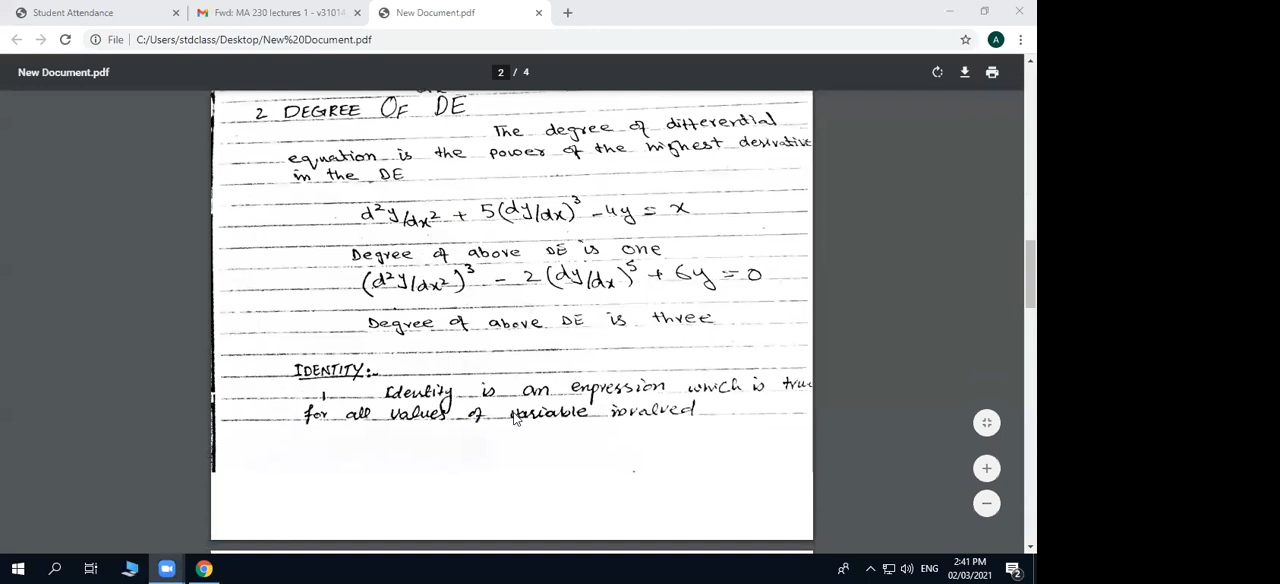 Student Attendance
Fwd: MA 230 lectures 1 - v31014
New Document.pdf
File C:/Users/stdclass/Desktop/New%20Document.pdf
A
New Document.pdf
2 / 4
2 DEGREE OF DE
The degree of differential
equation is the power of the highest derivative
in the DE
d²y/dx² + 5(dy/dx)³ - 4y = x
Degree of above DE is one
(d²y/dx²)³ - 2(dy/dx)⁵ + 6y = 0
Degree of above DE is three
IDENTITY:-
Identity is an expression which is tru
for all values of variable involved
ENG
2:41 PM
02/03/2021
2